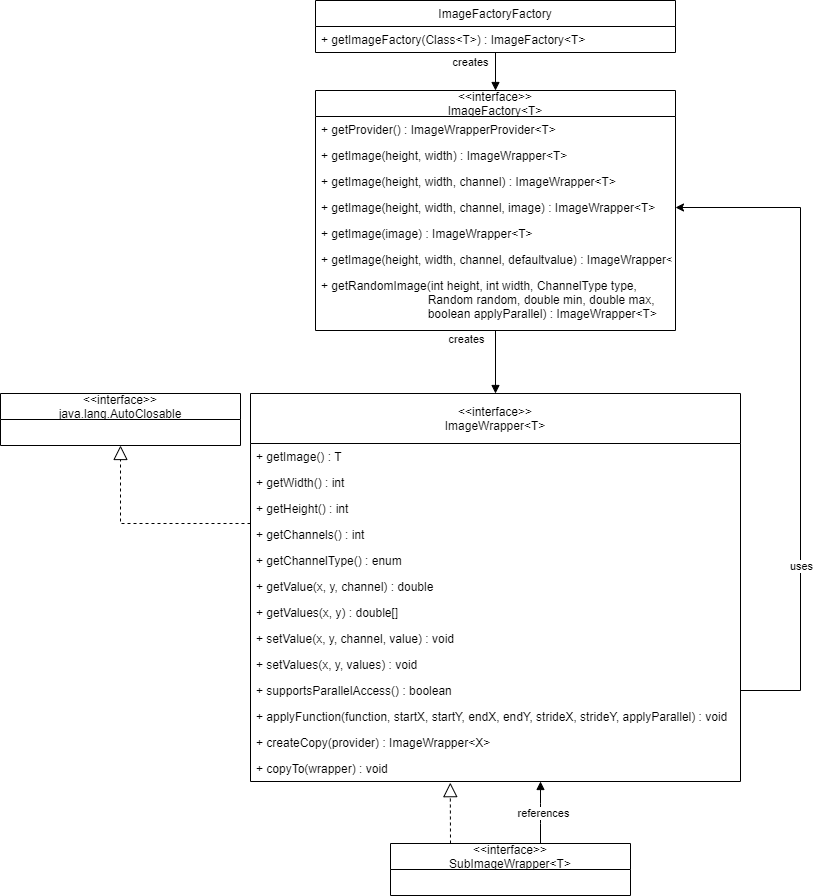 ImageFactoryFactory
+ getImageFactory(Class<T>) : ImageFactory<T>
creates
<<interface>>
ImageFactory<T>
+ getProvider() : ImageWrapperProvider<T>
+ getImage(height, width) : ImageWrapper<T>
+ getImage(height, width, channel) : ImageWrapper<T>
+ getImage(height, width, channel, image) : ImageWrapper<T>
+ getImage(image) : ImageWrapper<T>
+ getImage(height, width, channel, defaultvalue) : ImageWrapper<
+ getRandomImage(int height, int width, ChannelType type,
Random random, double min, double max,
boolean applyParallel) : ImageWrapper<T>
creates
<<interface>>
java.lang.AutoClosable
<<interface>>
ImageWrapper<T>
+ getImage() : T
+ getWidth() : int
+ getHeight() : int
+ getChannels() : int
+ getChannelType() : enum
+ getValue(x, y, channel) : double
+ getValues(x, y) : double[]
+ setValue(x, y, channel, value) : void
+ setValues(x, y, values) : void
+ supportsParallelAccess() : boolean
+ applyFunction(function, startX, startY, endX, endY, strideX, strideY, applyParallel) : void
+ createCopy(provider) : ImageWrapper<X>
+ copyTo(wrapper) : void
uses
references
<<interface>>
SubImageWrapper<T>